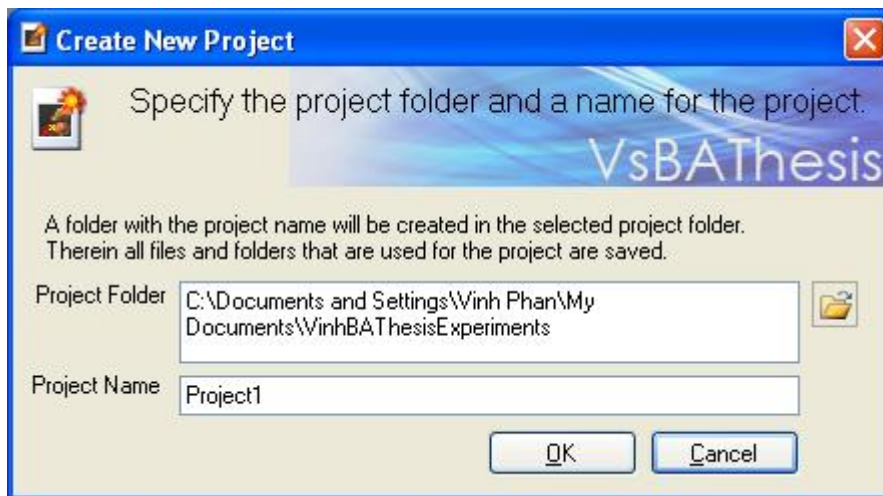 Create New Project
Specify the project folder and a name for the project.
VsBAThesis
A folder with the project name will be created in the selected project folder.
Therein all files and folders that are used for the project are saved.
Project Folder
C:\Documents and Settings\Vinh Phan\My
Documents\VinhBAThesisExperiments
Project Name
Project1
OK
Cancel